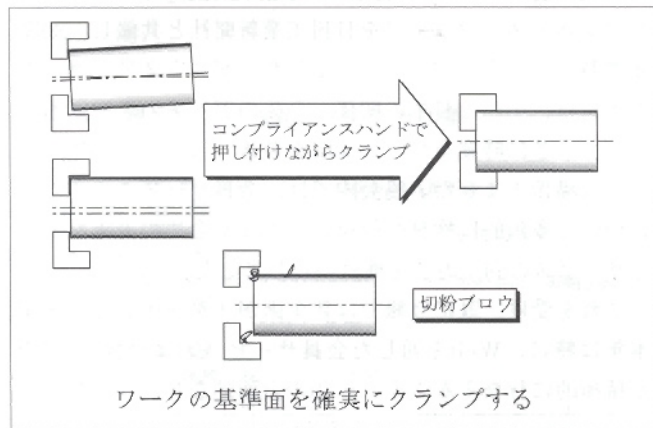 コンプライアンスハンドで
押し付けながらクランプ
切粉ブロウ
ワークの基準面を確実にクランプする